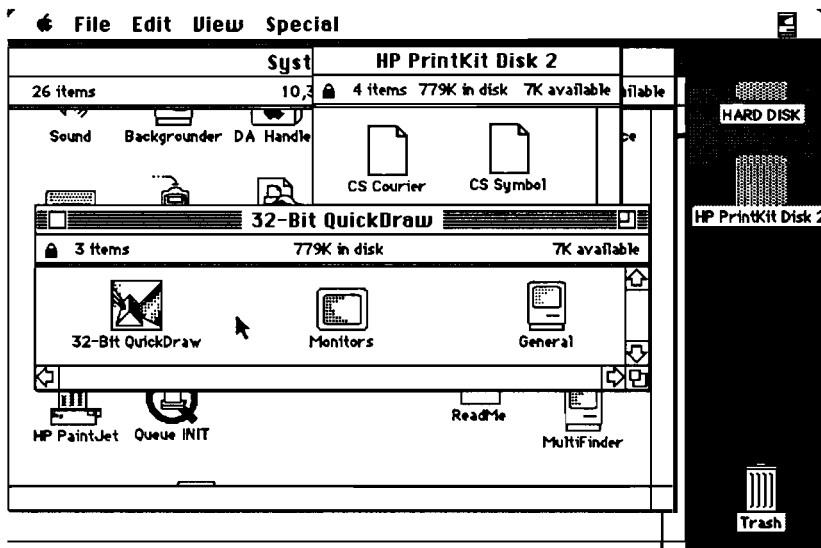 File Edit View Special
Syst
HP PrintKit Disk 2
26 items
10,3
4 items 779K in disk 7K available
ilable
HARD DISK
Sound
Backgrounder
DA Handle
CS Courier
CS Symbol
HP PrintKit Disk 2
32-Bit QuickDraw
3 items
779K in disk
7K available
32-Bit QuickDraw
Monitors
General
HP PaintJet
Queue INIT
ReadMe
MultiFinder
Trash